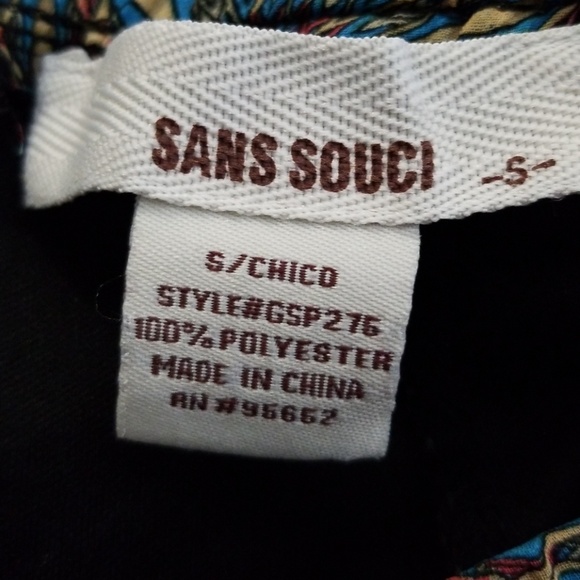 SANS SOUCI -S-
S/CHICO
STYLE#GSP276
100% POLYESTER
MADE IN CHINA
RN #95662